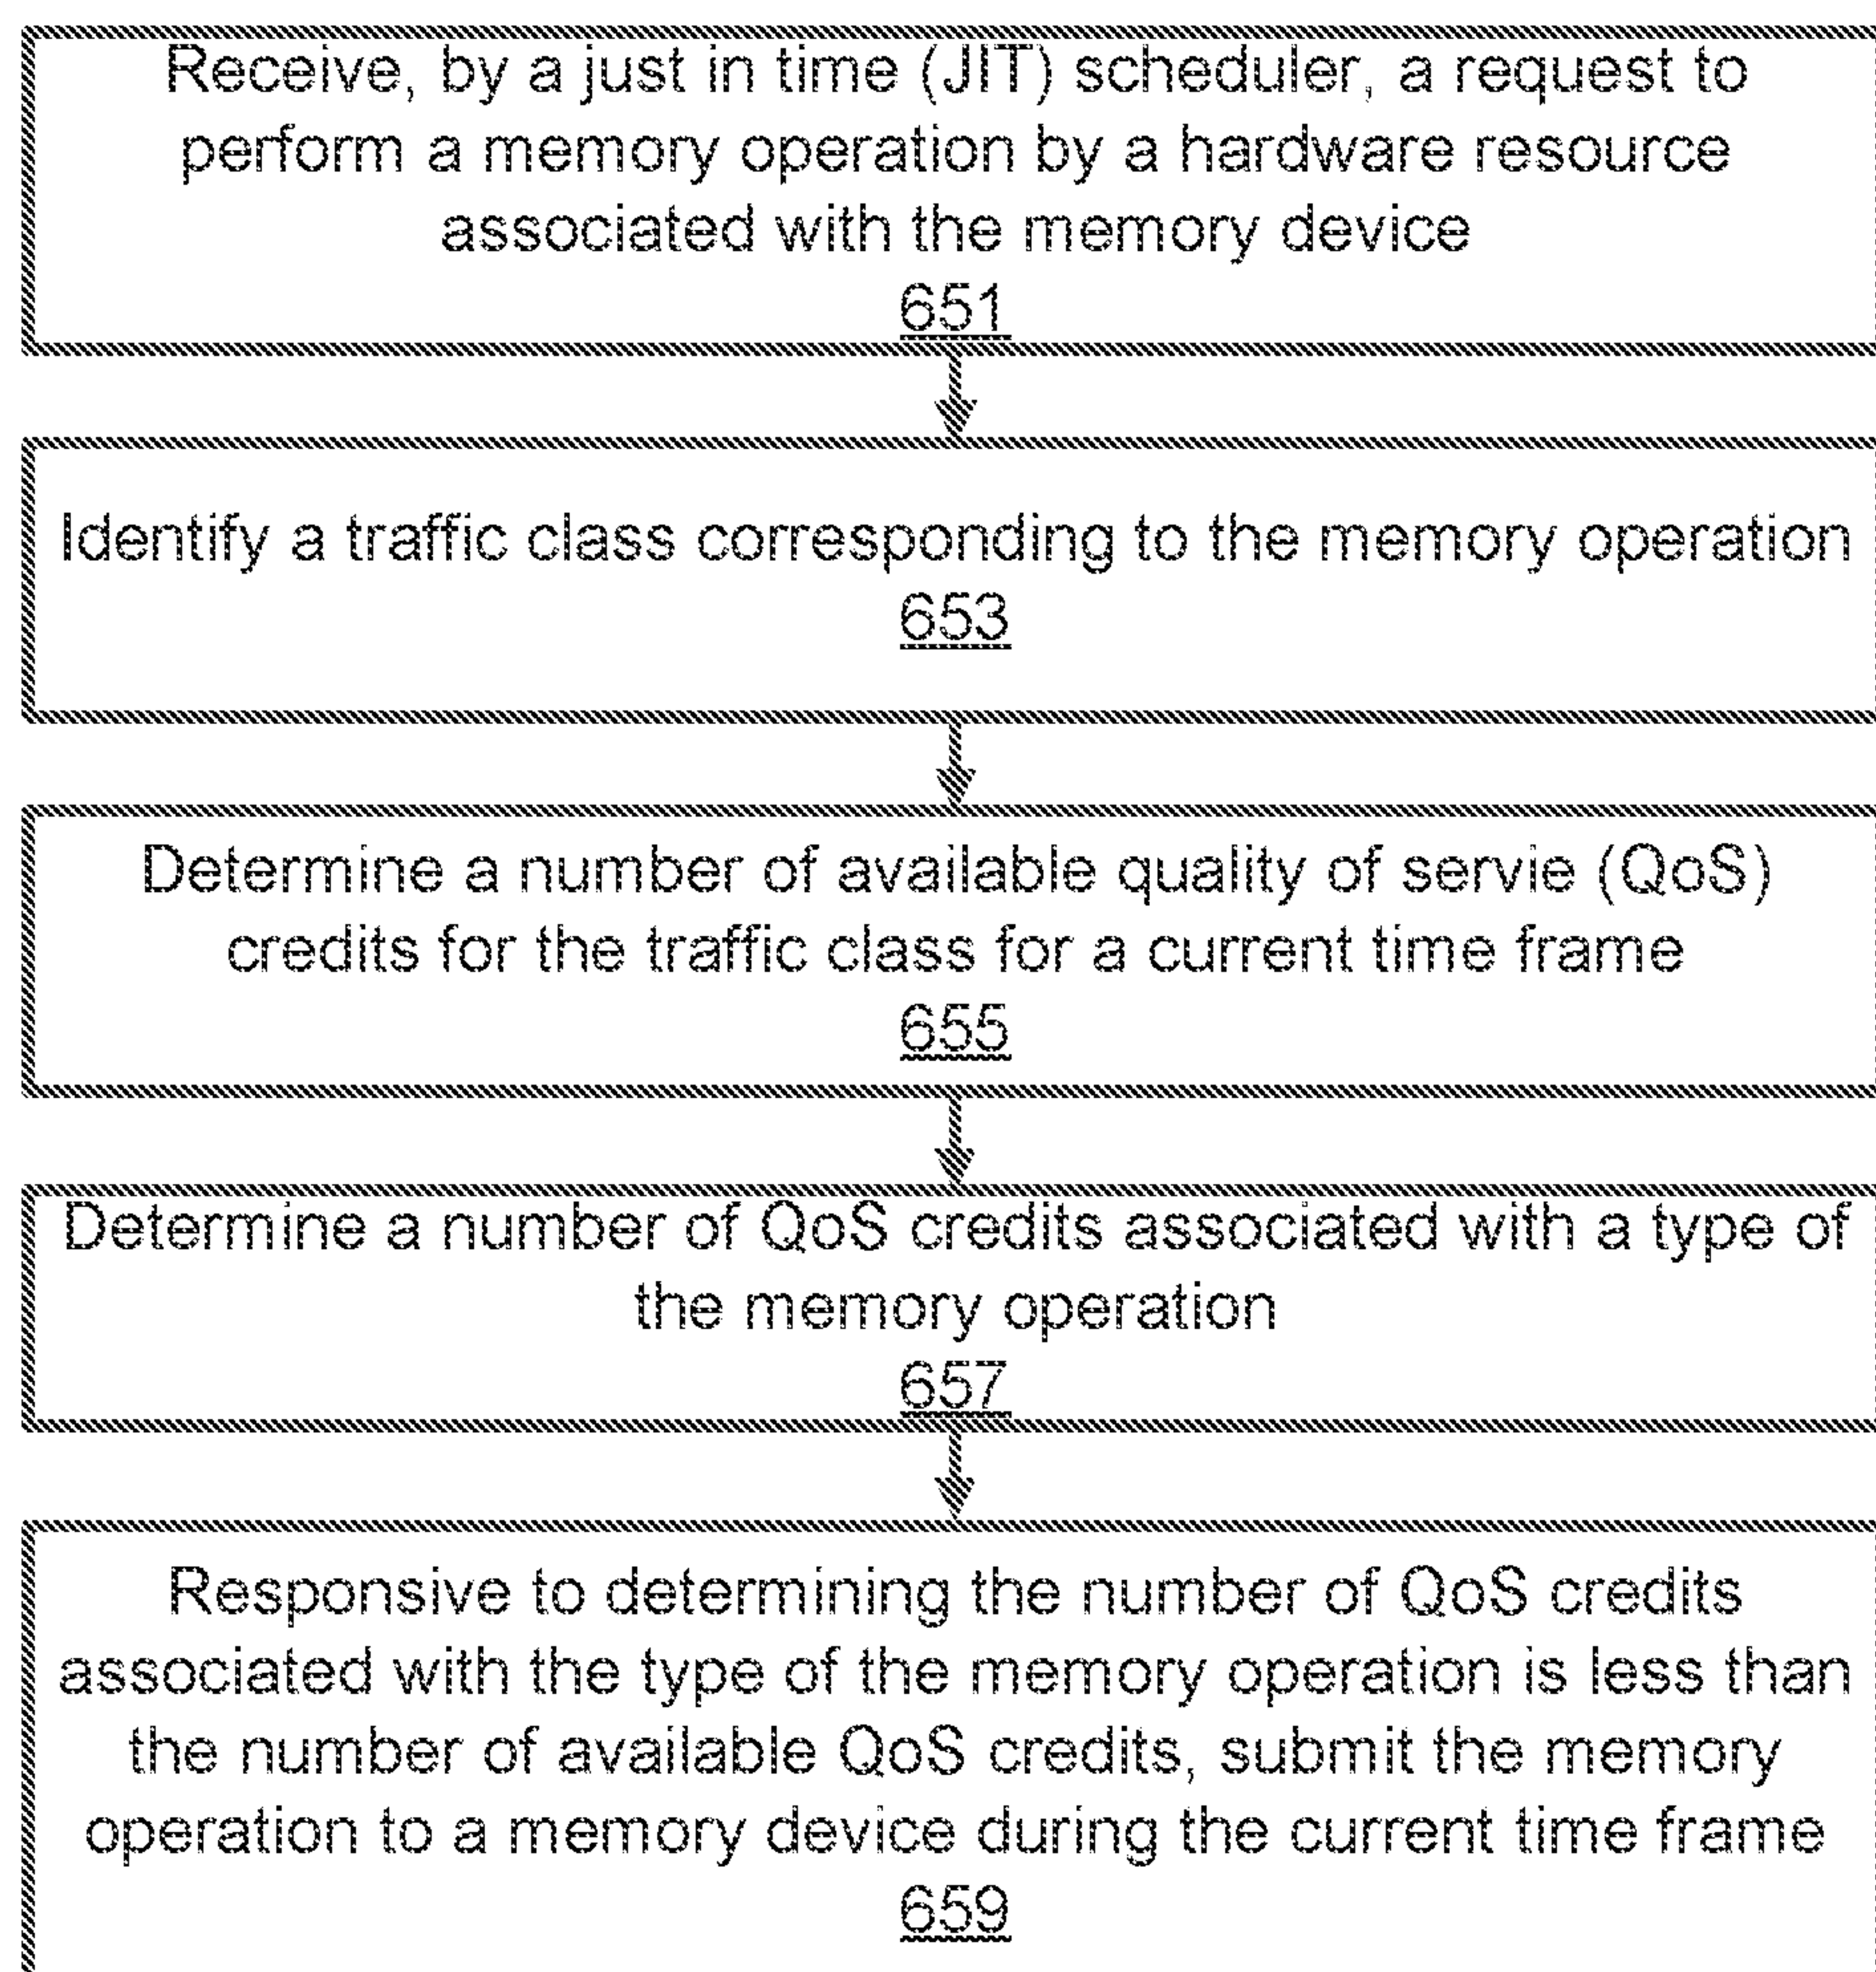 Receive, by a just in time (JIT) scheduler, a request to
perform a memory operation by a hardware resource
associated with the memory device
651
Identify a traffic class corresponding to the memory operation
653
Determine a number of available quality of servie (QoS)
credits for the traffic class for a current time frame
655
Determine a number of QoS credits associated with a type of
the memory operation
657
Responsive to determining the number of QoS credits
associated with the type of the memory operation is less than
the number of available QoS credits, submit the memory
operation to a memory device during the current time frame
659